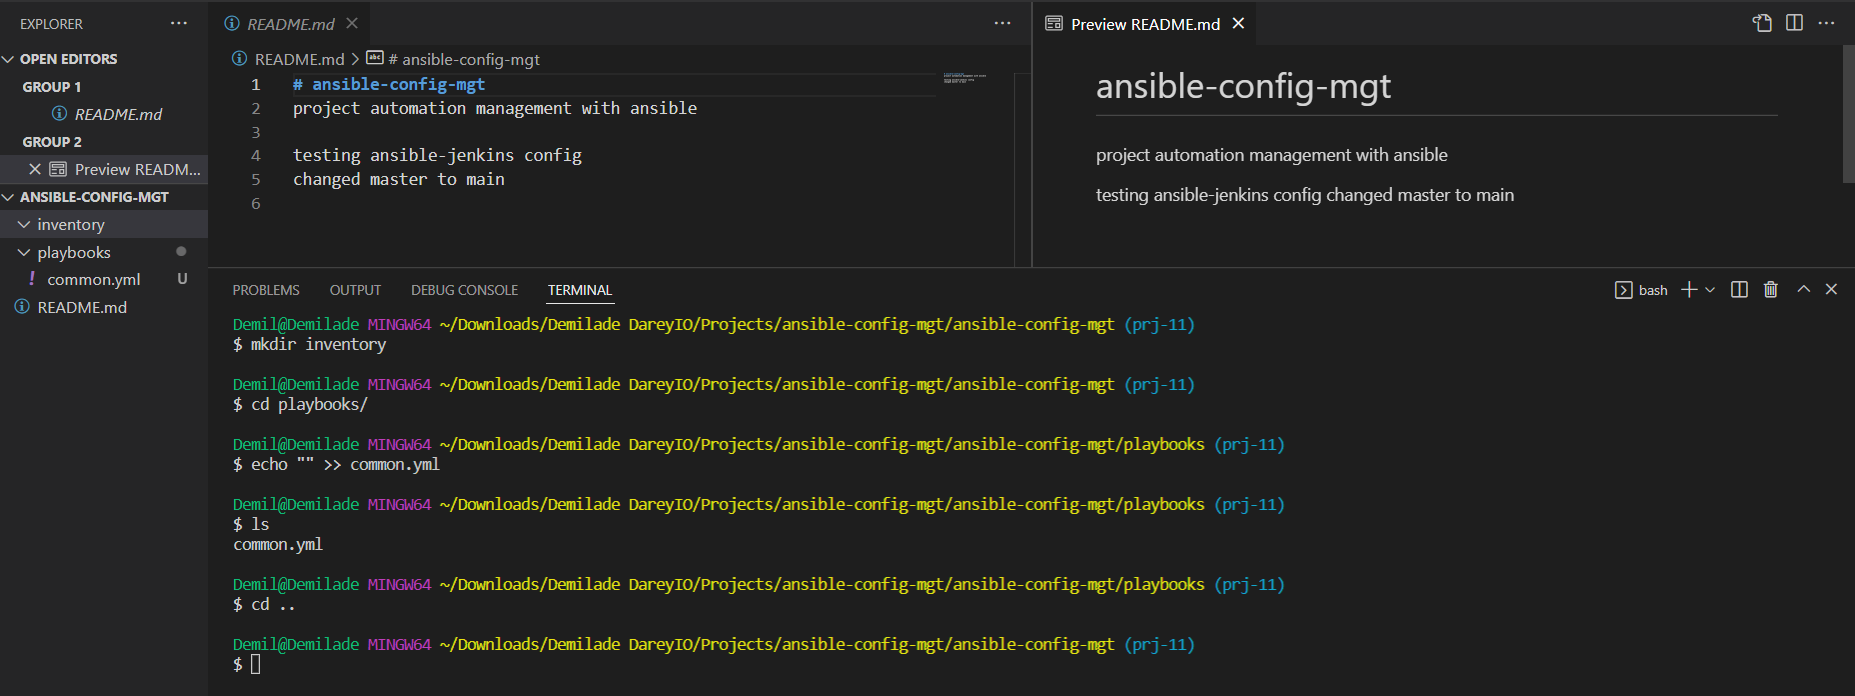 EXPLORER
OPEN EDITORS
GROUP 1
README.md
GROUP 2
Preview READM...
ANSIBLE-CONFIG-MGT
inventory
playbooks
common.yml U
README.md
README.md
README.md > # ansible-config-mgt
1 # ansible-config-mgt
2 project automation management with ansible
3
4 testing ansible-jenkins config
5 changed master to main
6
Preview README.md
ansible-config-mgt
project automation management with ansible
testing ansible-jenkins config changed master to main
PROBLEMS OUTPUT DEBUG CONSOLE TERMINAL
bash
Demil@Demilade MINGW64 ~/Downloads/Demilade DareyIO/Projects/ansible-config-mgt/ansible-config-mgt (prj-11)
$ mkdir inventory
Demil@Demilade MINGW64 ~/Downloads/Demilade DareyIO/Projects/ansible-config-mgt/ansible-config-mgt (prj-11)
$ cd playbooks/
Demil@Demilade MINGW64 ~/Downloads/Demilade DareyIO/Projects/ansible-config-mgt/ansible-config-mgt/playbooks (prj-11)
$ echo "" >> common.yml
Demil@Demilade MINGW64 ~/Downloads/Demilade DareyIO/Projects/ansible-config-mgt/ansible-config-mgt/playbooks (prj-11)
$ ls
common.yml
Demil@Demilade MINGW64 ~/Downloads/Demilade DareyIO/Projects/ansible-config-mgt/ansible-config-mgt/playbooks (prj-11)
$ cd ..
Demil@Demilade MINGW64 ~/Downloads/Demilade DareyIO/Projects/ansible-config-mgt/ansible-config-mgt (prj-11)
$